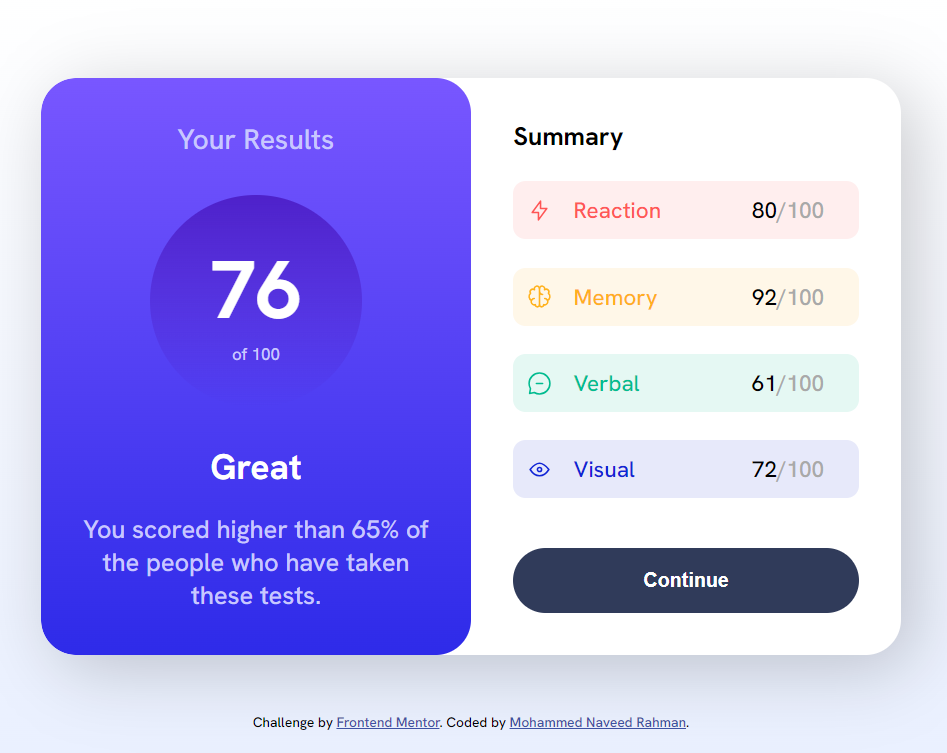 Your Results
76
of 100
Great
You scored higher than 65% of
the people who have taken
these tests.
Summary
Reaction 80/100
Memory 92/100
Verbal 61/100
Visual 72/100
Continue
Challenge by Frontend Mentor. Coded by Mohammed Naveed Rahman.